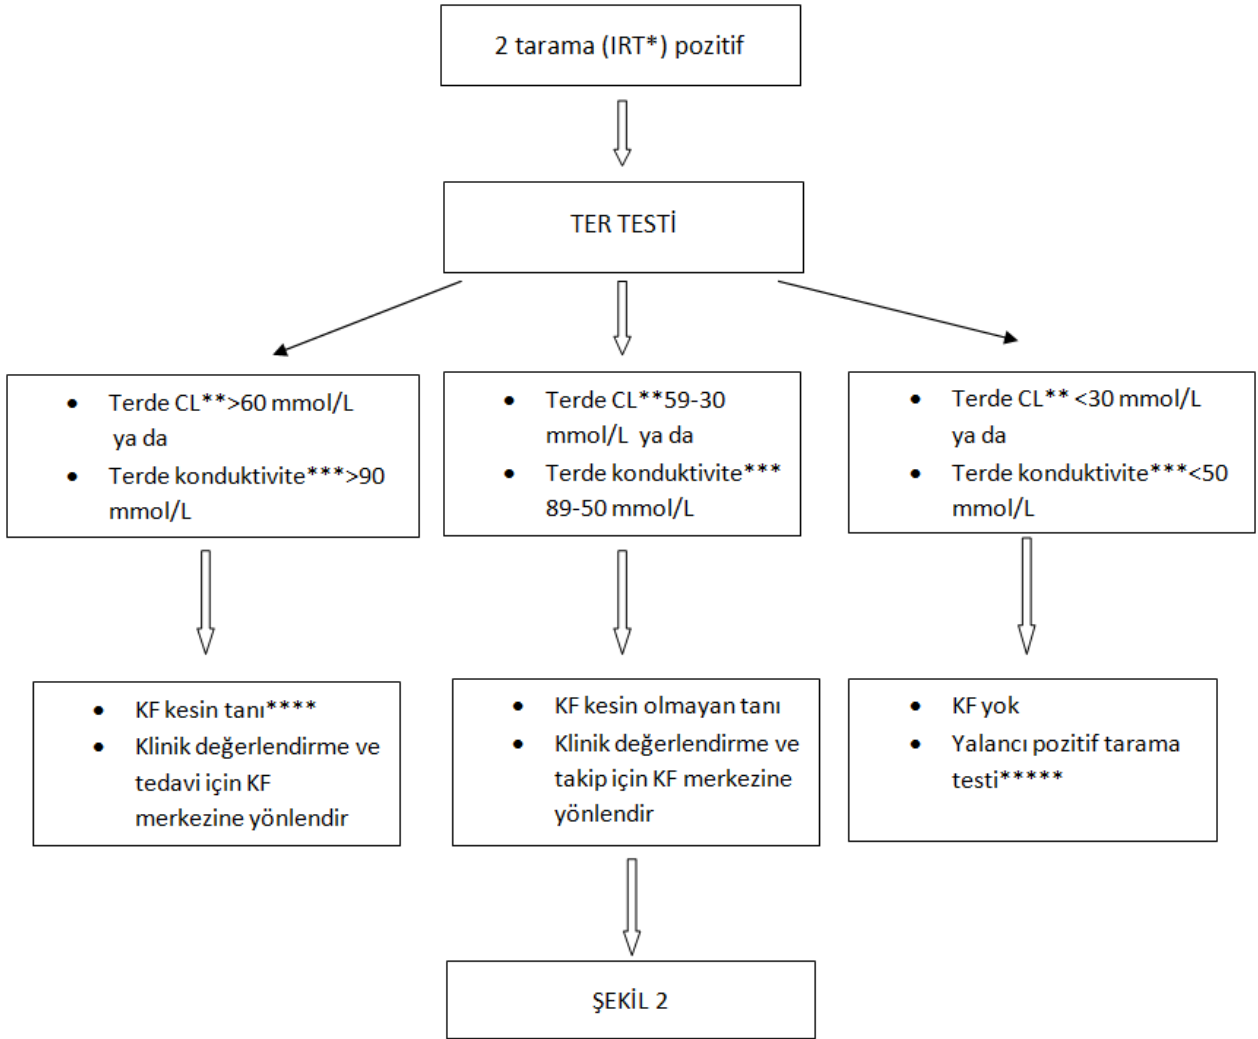 2 tarama (IRT*) pozitif
TER TESTİ
• Terde CL**>60 mmol/L
ya da
• Terde konduktivite***>90
mmol/L
• Terde CL**59-30
mmol/L ya da
• Terde konduktivite***
89-50 mmol/L
• Terde CL** <30 mmol/L
ya da
• Terde konduktivite***<50
mmol/L
• KF kesin tanı****
• Klinik değerlendirme ve
tedavi için KF
merkezine yönlendir
• KF kesin olmayan tanı
• Klinik değerlendirme ve
takip için KF merkezine
yönlendir
• KF yok
• Yalancı pozitif tarama
testi*****
ŞEKİL 2